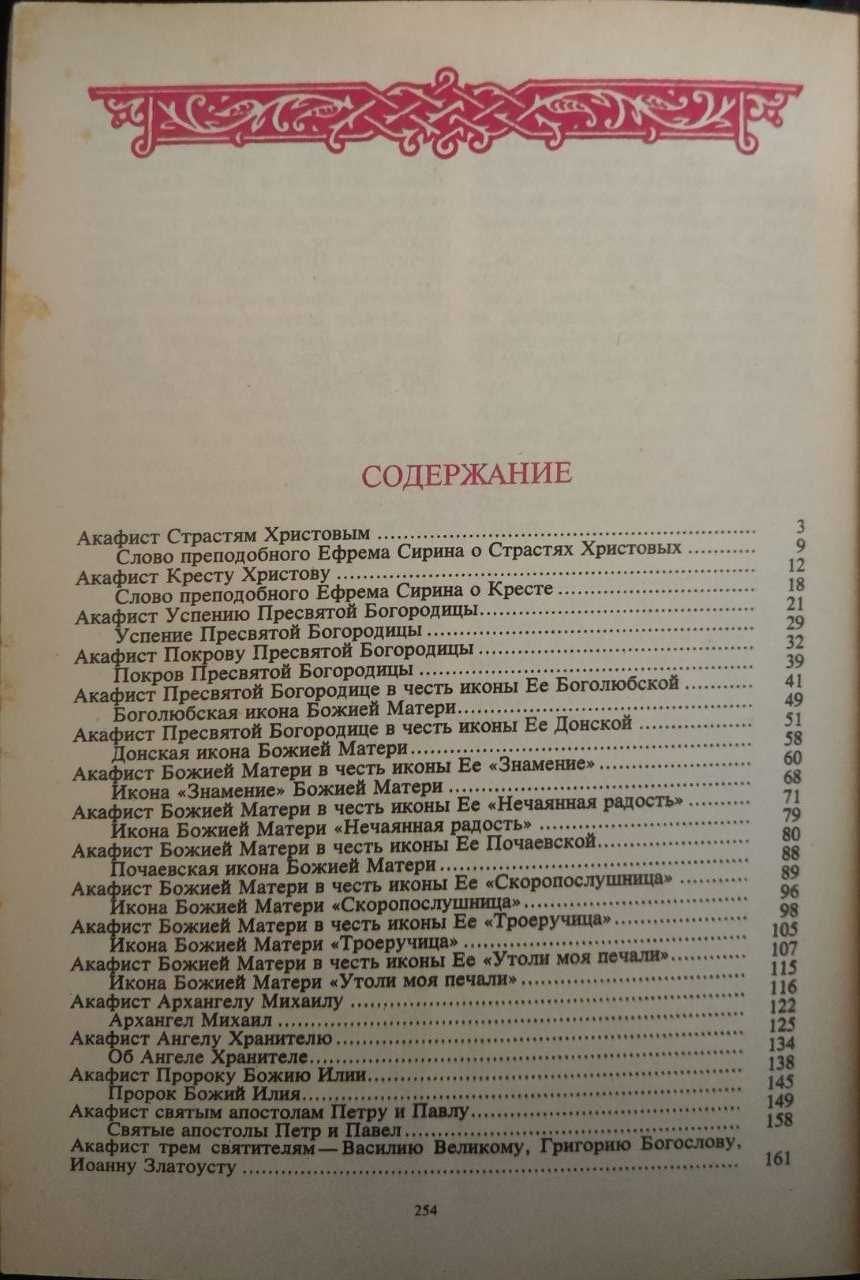 СОДЕРЖАНИЕ
Акафист Страстям Христовым 3
Слово преподобного Ефрема Сирина о Страстях Христовых 9
Акафист Кресту Христову 12
Слово преподобного Ефрема Сирина о Кресте 18
Акафист Успению Пресвятой Богородицы 21
Успение Пресвятой Богородицы 29
Акафист Покрову Пресвятой Богородицы 32
Покров Пресвятой Богородицы 39
Акафист Пресвятой Богородице в честь иконы Ее Боголюбской 41
Боголюбская икона Божией Матери 49
Акафист Пресвятой Богородице в честь иконы Ее Донской 51
Донская икона Божией Матери 58
Акафист Божией Матери в честь иконы Ее «Знамение» 60
Икона «Знамение» Божией Матери 68
Акафист Божией Матери в честь иконы Ее «Нечаянная радость» 71
Икона Божией Матери «Нечаянная радость» 79
Акафист Божией Матери в честь иконы Ее Почаевской 80
Почаевская икона Божией Матери 88
Акафист Божией Матери в честь иконы Ее «Скоропослушница» 89
Икона Божией Матери «Скоропослушница» 96
Акафист Божией Матери в честь иконы Ее «Троеручица» 98
Икона Божией Матери «Троеручица» 105
Акафист Божией Матери в честь иконы Ее «Утоли моя печали» 107
Икона Божией Матери «Утоли моя печали» 115
Акафист Архангелу Михаилу 116
Архангел Михаил 122
Акафист Ангелу Хранителю 125
Об Ангеле Хранителе 134
Акафист Пророку Божию Илии 138
Пророк Божий Илия 145
Акафист святым апостолам Петру и Павлу 149
Святые апостолы Петр и Павел 158
Акафист трем святителям — Василию Великому, Григорию Богослову,
Иоанну Златоусту 161
254